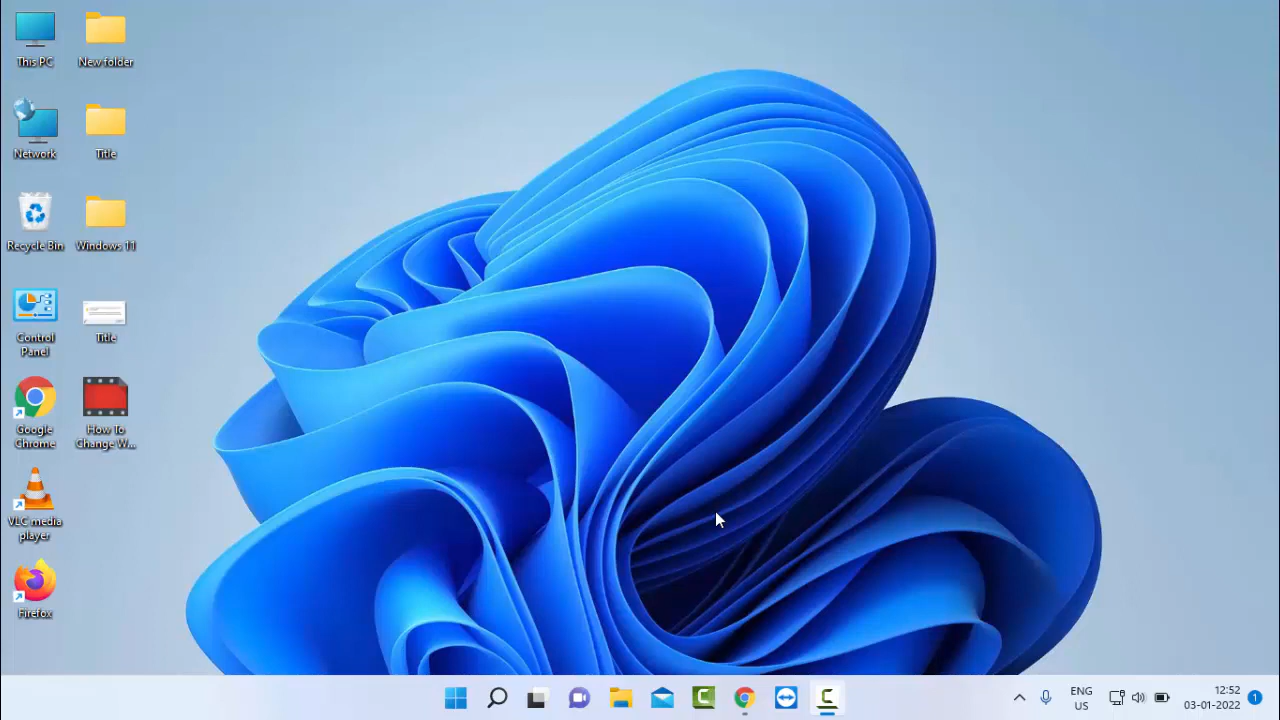 This PC
New folder
Network
Title
Recycle Bin
Windows 11
Control
Panel
Title
Google
Chrome
How To
Change W...
VLC media
player
Firefox
ENG
US
12:52
03-01-2022
1